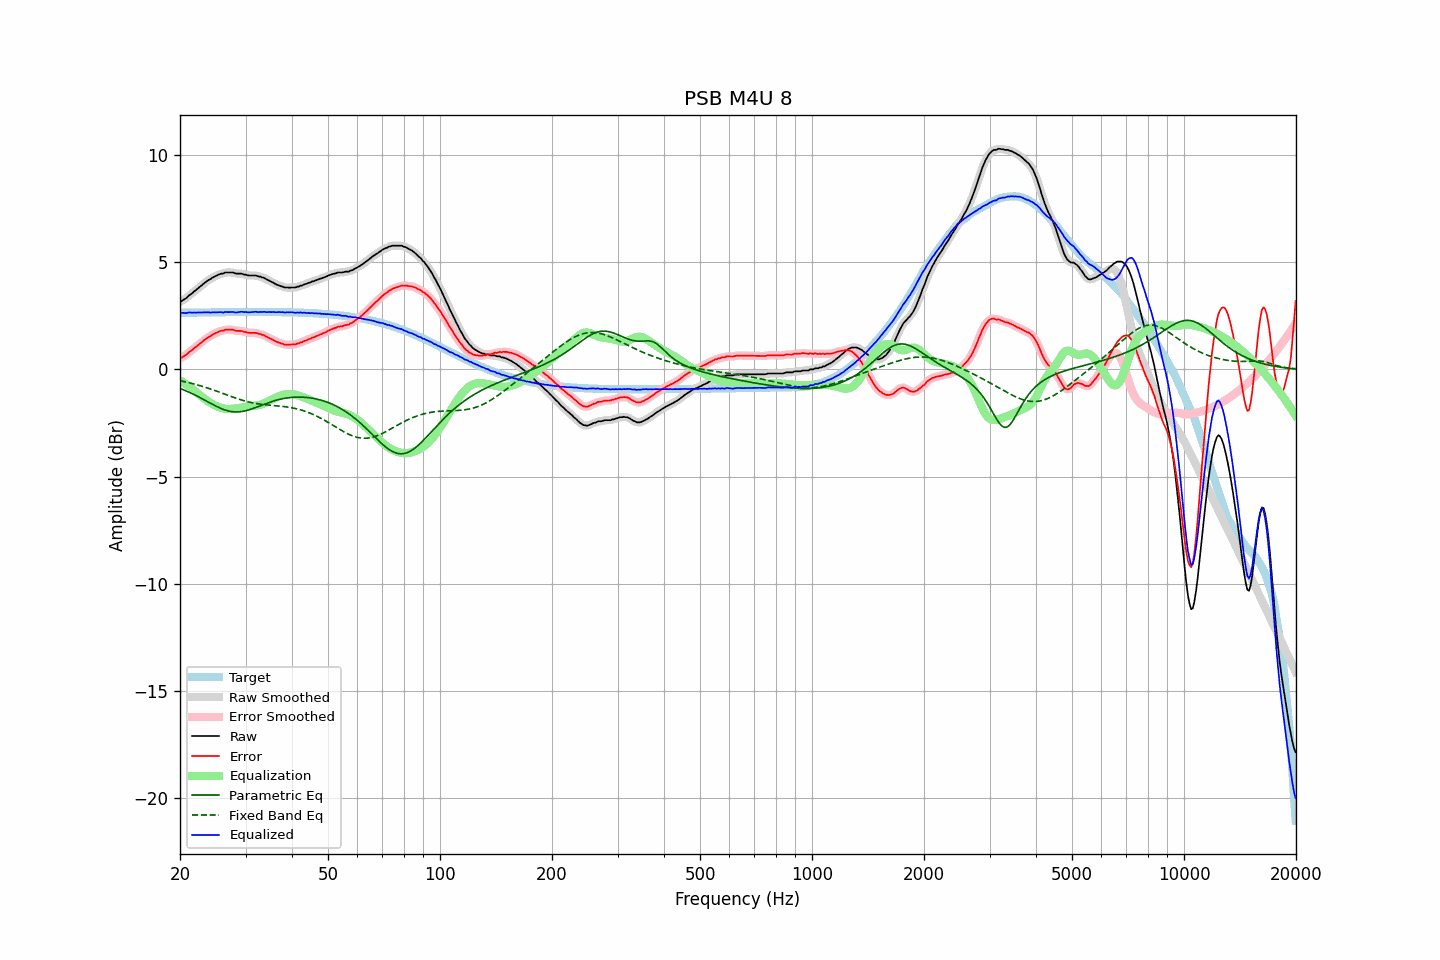 PSB M4U 8
Amplitude (dBr)
10
5
0
−5
−10
−15
−20
Target
Raw Smoothed
Error Smoothed
Raw
Error
Equalization
Parametric Eq
Fixed Band Eq
Equalized
20 50 100 200 500 1000 2000 5000 10000 20000
Frequency (Hz)